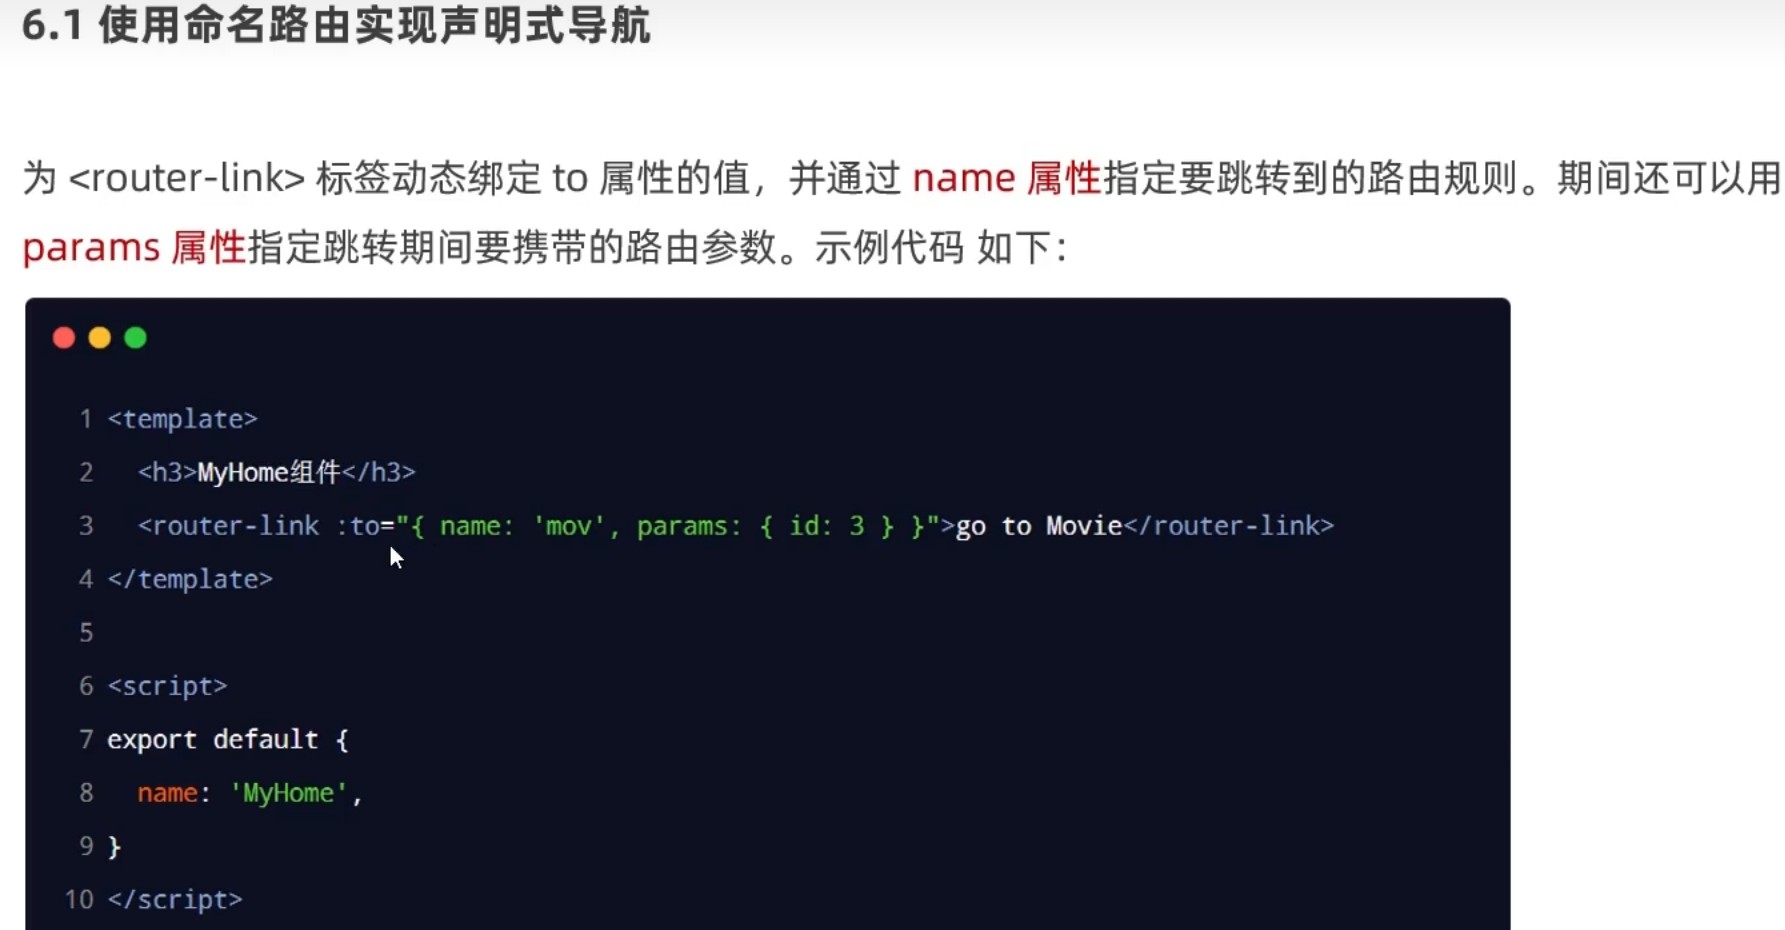 6.1 使用命名路由实现声明式导航
为 <router-link> 标签动态绑定 to 属性的值，并通过 name 属性指定要跳转到的路由规则。期间还可以用
params 属性指定跳转期间要携带的路由参数。示例代码 如下：
1 <template>
2   <h3>MyHome组件</h3>
3   <router-link :to="{ name: 'mov', params: { id: 3 } }">go to Movie</router-link>
4 </template>
5
6 <script>
7 export default {
8   name: 'MyHome',
9 }
10 </script>